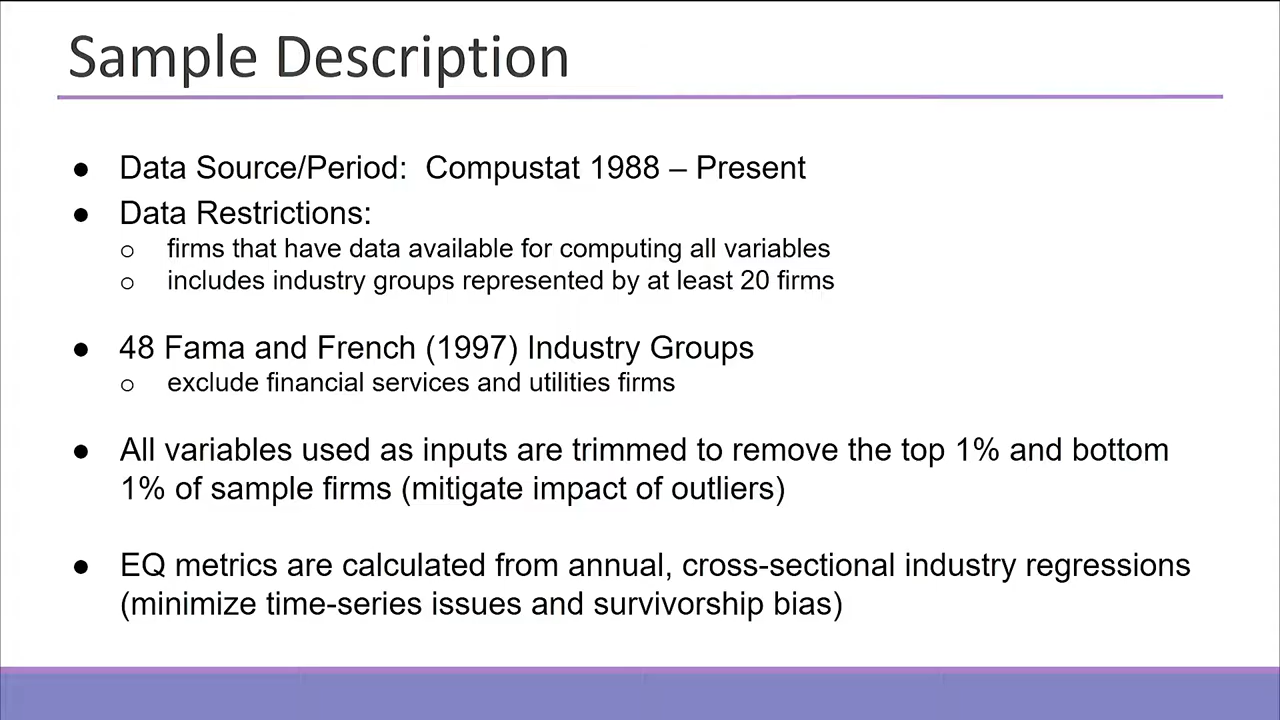 Sample Description
● Data Source/Period:  Compustat 1988 – Present
● Data Restrictions:
o firms that have data available for computing all variables
o includes industry groups represented by at least 20 firms
● 48 Fama and French (1997) Industry Groups
o exclude financial services and utilities firms
● All variables used as inputs are trimmed to remove the top 1% and bottom
1% of sample firms (mitigate impact of outliers)
● EQ metrics are calculated from annual, cross-sectional industry regressions
(minimize time-series issues and survivorship bias)